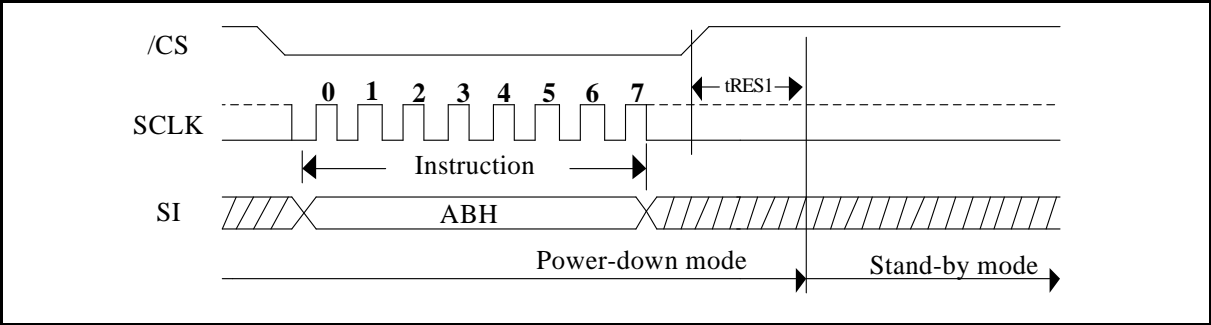 /CS
tRES1
0 1 2 3 4 5 6 7
SCLK
Instruction
SI
ABH
Power-down mode
Stand-by mode